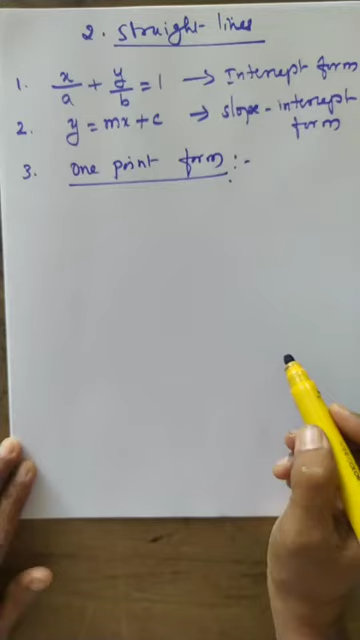 2. Straight lines
1. x/a + y/b = 1 → Intercept form
2. y = mx + c → slope-intercept form
3. One point form :-